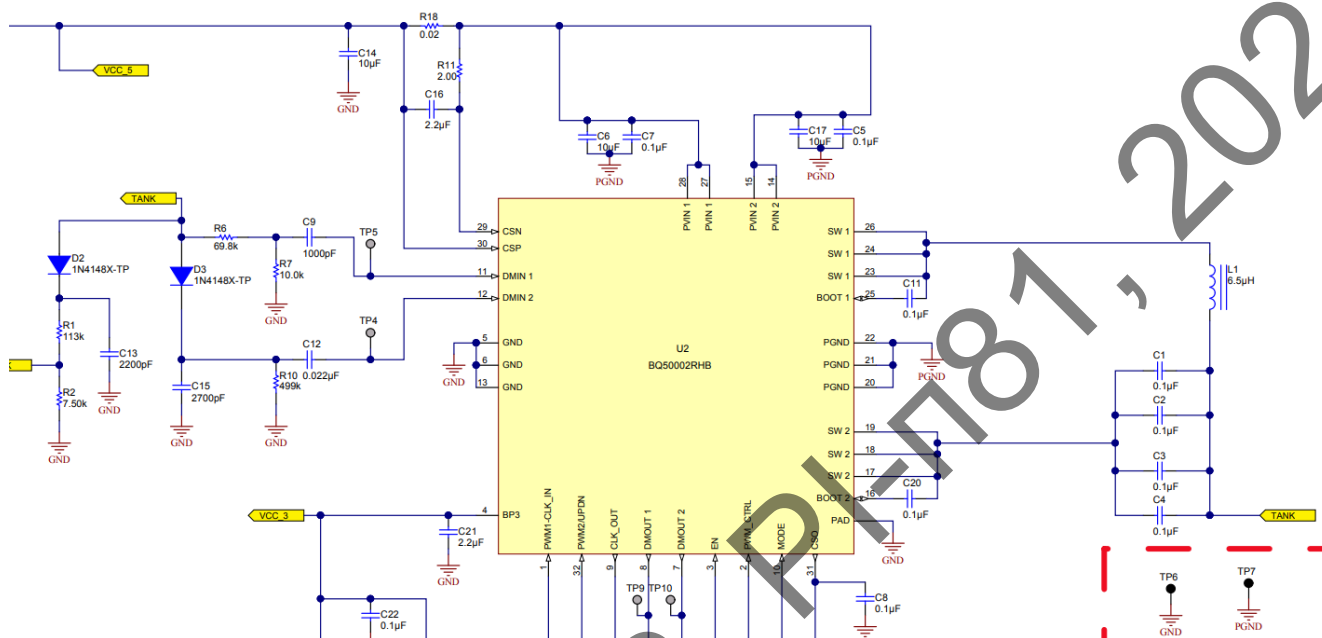 R18
0.02
C14
10µF
VCC_5
R11
2.00
GND
C16
2.2µF
C6
10µF
C7
0.1µF
C17
10µF
C5
0.1µF
PGND
PGND
28
27
15
14
PVIN 1
PVIN 1
PVIN 2
PVIN 2
TANK
R6
69.8k
C9
1000pF
TP5
29
CSN
30
CSP
SW 1
26
SW 1
24
SW 1
23
D2
1N4148X-TP
D3
1N4148X-TP
R7
10.0k
11
DMIN 1
12
DMIN 2
BOOT 1
25
C11
0.1µF
L1
6.5µH
GND
R1
113k
C13
2200pF
C12
0.022µF
TP4
5
GND
6
GND
13
GND
GND
U2
BQ50002RHB
PGND
22
PGND
21
PGND
20
PGND
R2
7.50k
C15
2700pF
R10
499k
GND
GND
GND
GND
C1
0.1µF
C2
0.1µF
C3
0.1µF
C4
0.1µF
SW 2
19
SW 2
18
SW 2
17
BOOT 2
16
C20
0.1µF
PAD
GND
VCC_3
4
BP3
C21
2.2µF
GND
TANK
PWM1-CLK_IN
PWM2/UPDN
CLK_OUT
DMOUT 1
DMOUT 2
EN
PWM_CTRL
MODE
CSO
1
32
9
8
7
3
2
10
31
TP9
TP10
C8
0.1µF
GND
C22
0.1µF
TP6
GND
TP7
PGND
PI-П81, 202